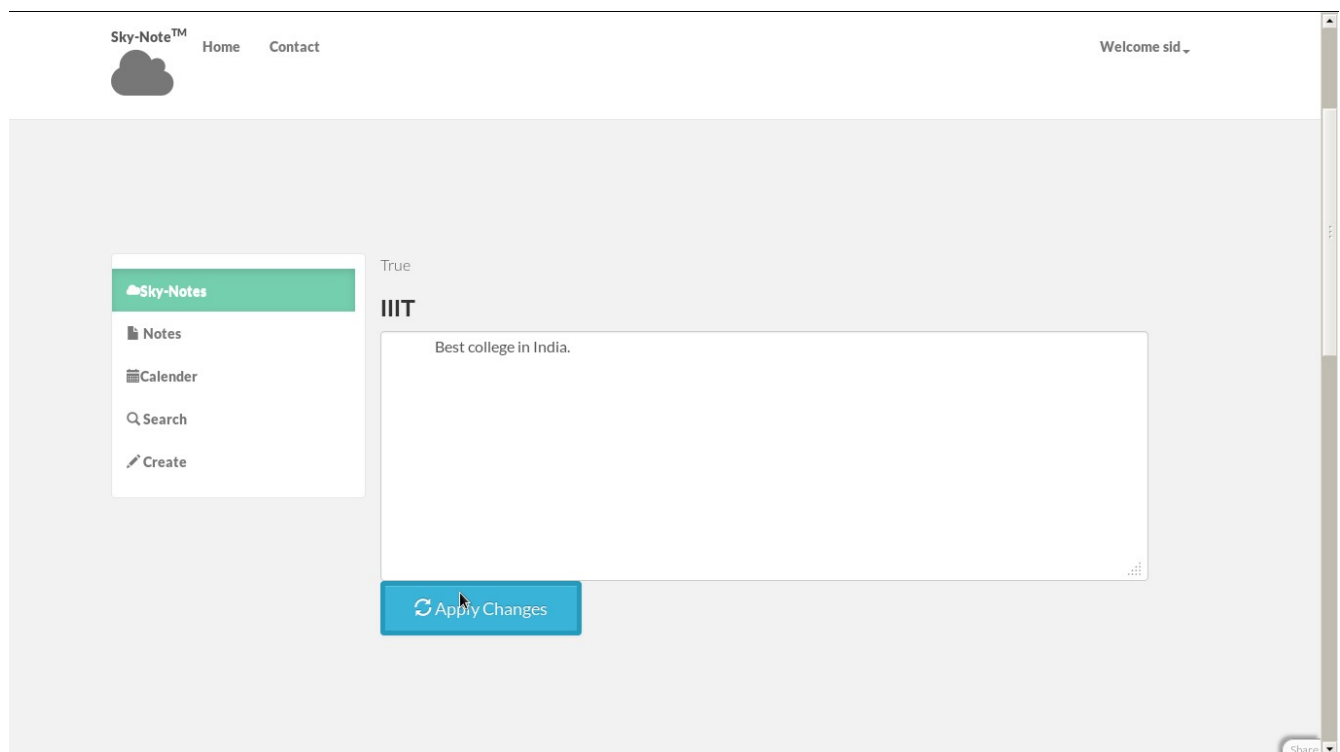 Sky-Note™
Home Contact
Welcome sid
Sky-Notes
Notes
Calender
Search
Create
True
IIIT
Best college in India.
Apply Changes
Share